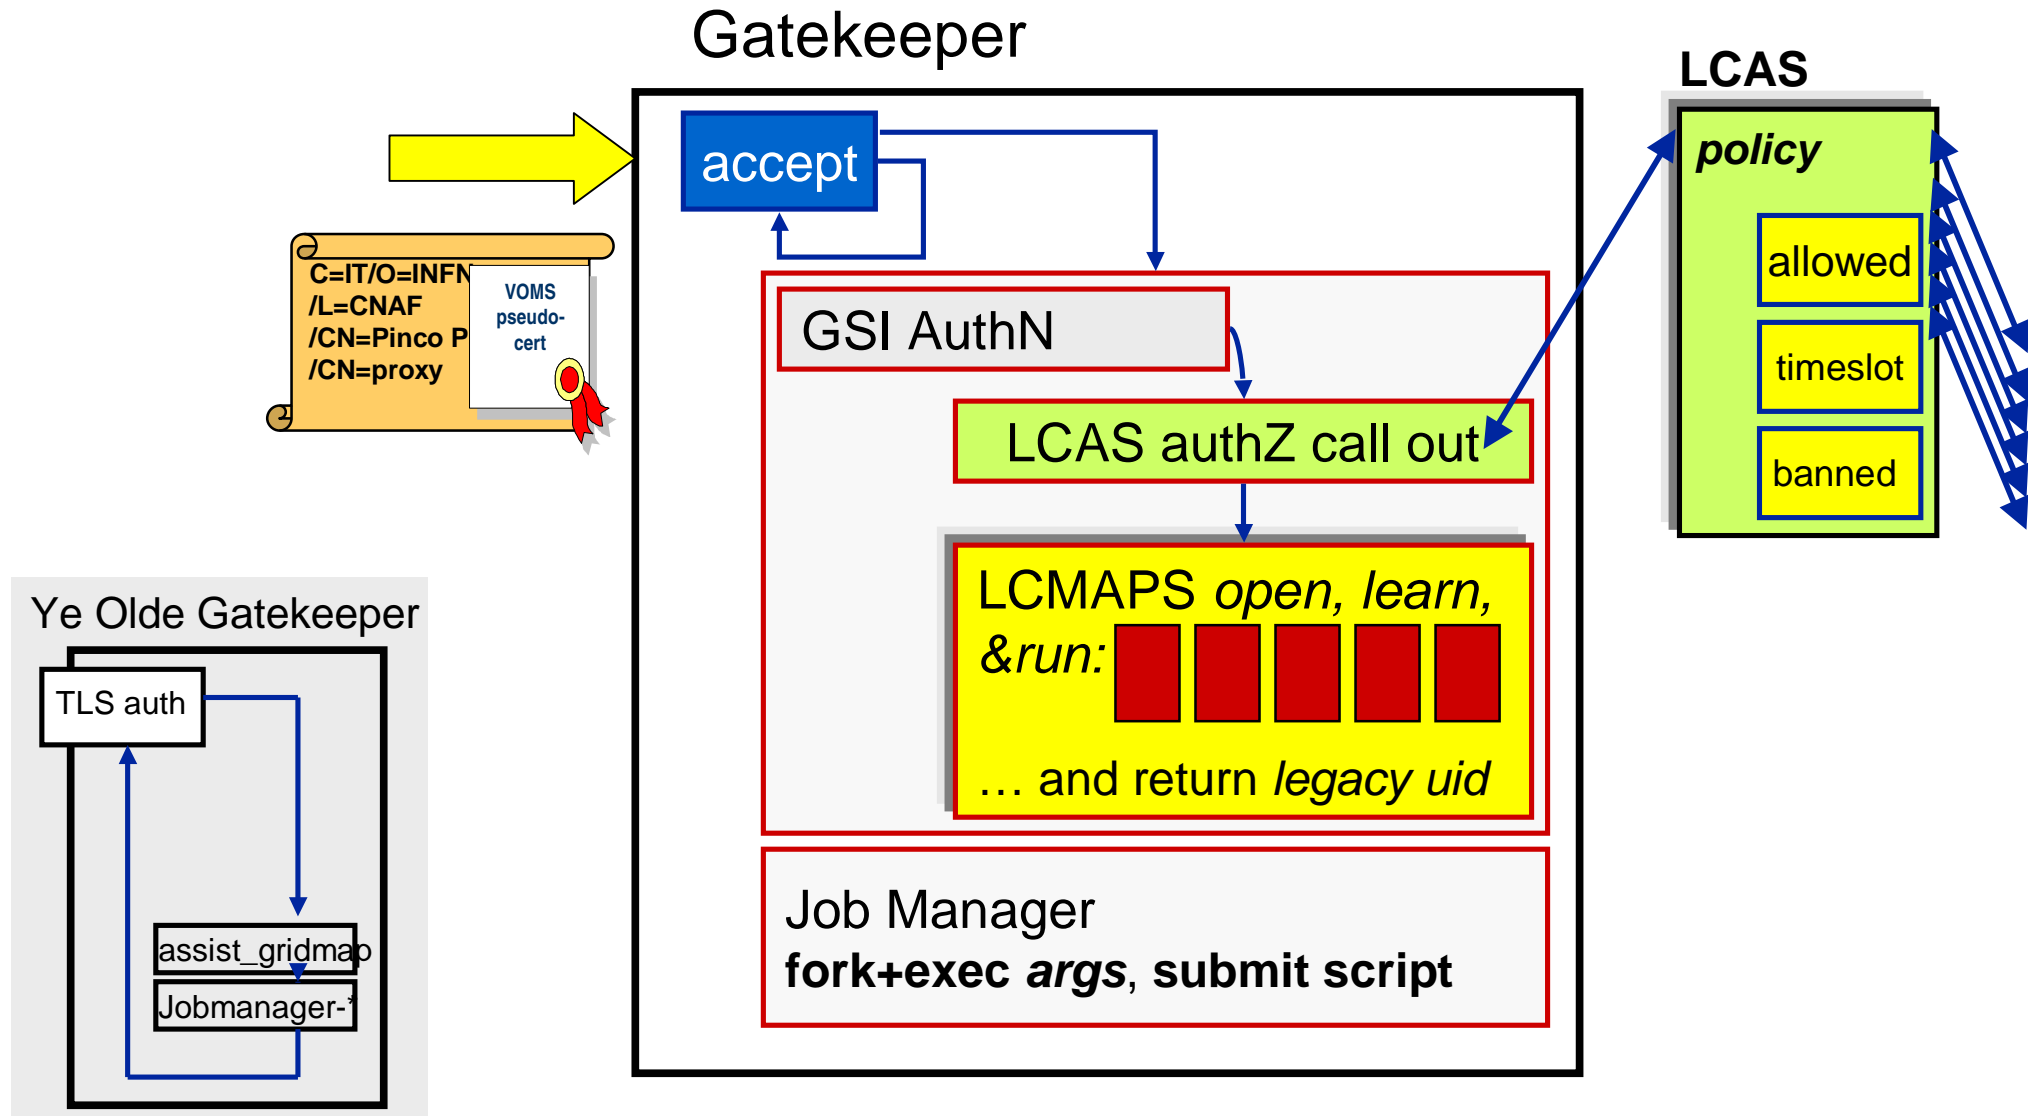 Gatekeeper
LCAS
accept
policy
allowed
timeslot
banned
C=IT/O=INFN
/L=CNAF
/CN=Pinco P
/CN=proxy
VOMS
pseudo-
cert
GSI AuthN
LCAS authZ call out
LCMAPS open, learn,
&run:
… and return legacy uid
Job Manager
fork+exec args, submit script
Ye Olde Gatekeeper
TLS auth
assist_gridmap
Jobmanager-*